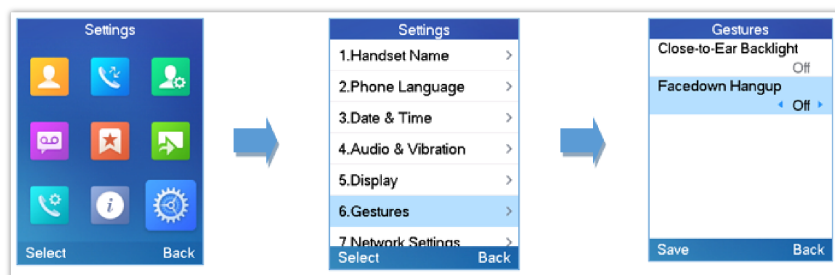 Settings
Select Back
Settings
1.Handset Name
2.Phone Language
3.Date & Time
4.Audio & Vibration
5.Display
6.Gestures
7.Network Settings
Select Back
Gestures
Close-to-Ear Backlight
Off
Facedown Hangup
Off
Save Back